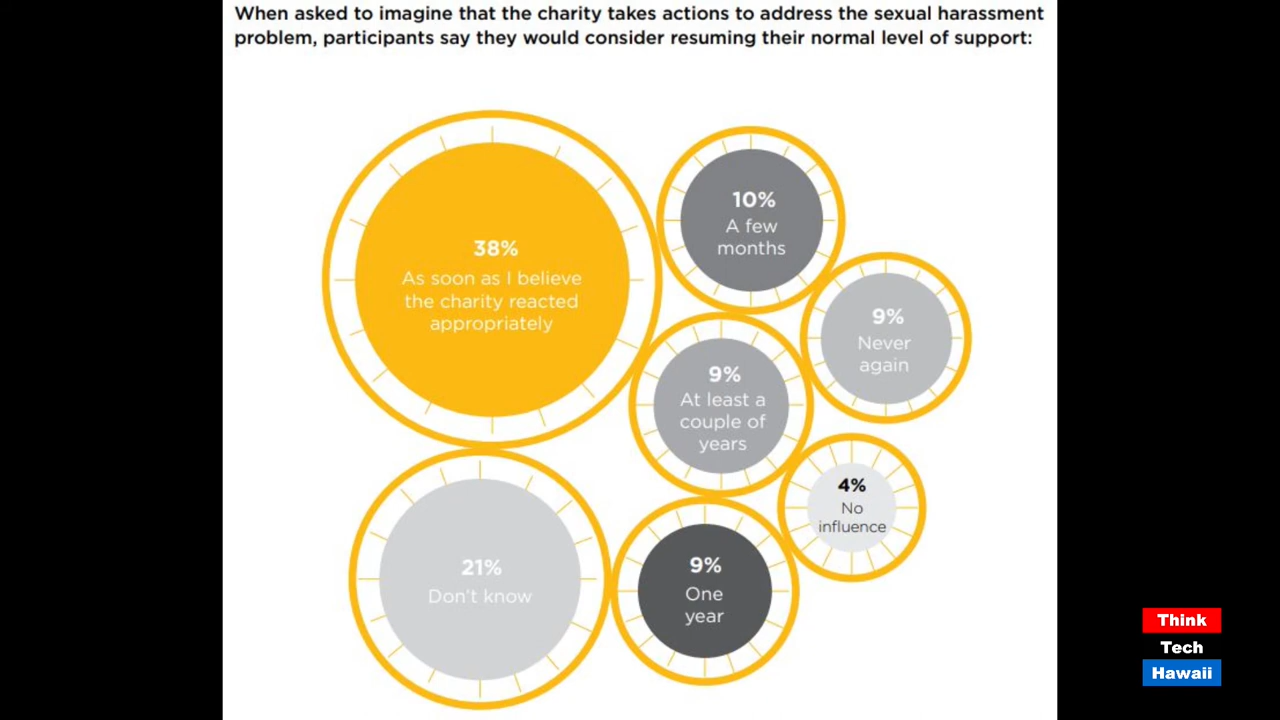 When asked to imagine that the charity takes actions to address the sexual harassment
problem, participants say they would consider resuming their normal level of support:
38%
As soon as I believe
the charity reacted
appropriately
10%
A few
months
9%
Never
again
9%
At least a
couple of
years
4%
No
influence
21%
Don't know
9%
One
year
Think
Tech
Hawaii